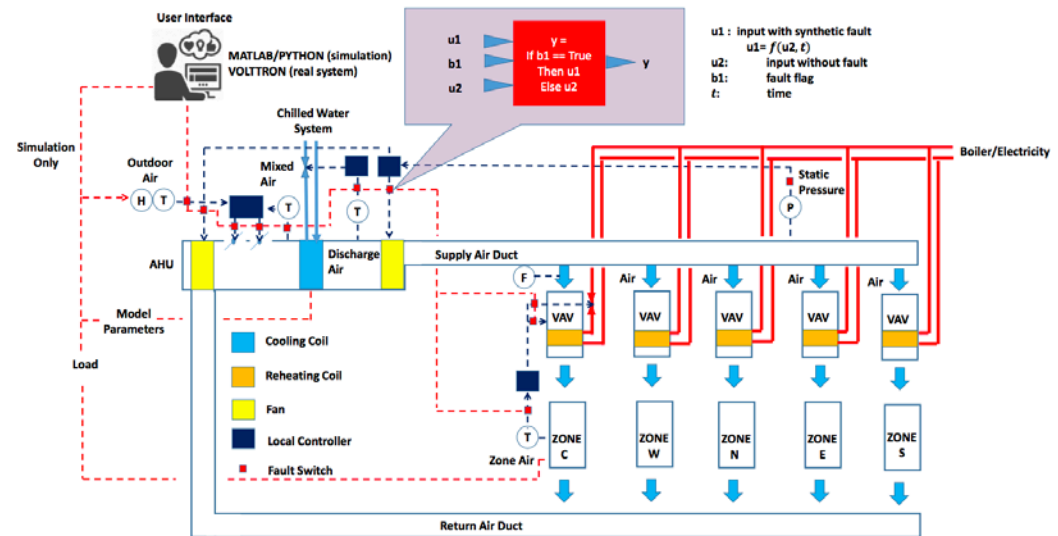 User Interface
MATLAB/PYTHON (simulation)
VOLTTRON (real system)
u1
b1
u2
y =
If b1 == True
Then u1
Else u2
y
u1 : input with synthetic fault
u1= f(u2, t)
u2: input without fault
b1: fault flag
t: time
Chilled Water
System
Simulation
Only
Outdoor
Air
Mixed
Air
H
T
T
T
Static
Pressure
P
Boiler/Electricity
AHU
Discharge
Air
Supply Air Duct
F
Air
Air
Air
Air
Air
VAV
VAV
VAV
VAV
VAV
Model
Parameters
Load
Cooling Coil
Reheating Coil
Fan
Local Controller
Fault Switch
T
Zone Air
ZONE
C
ZONE
W
ZONE
N
ZONE
E
ZONE
S
Return Air Duct